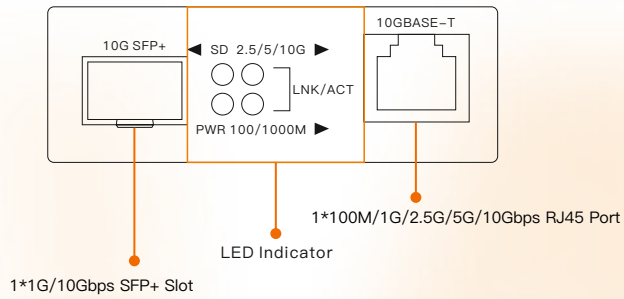 10GBASE-T
10G SFP+
◀ SD 2.5/5/10G ▶
LNK/ACT
PWR 100/1000M ▶
1*100M/1G/2.5G/5G/10Gbps RJ45 Port
LED Indicator
1*1G/10Gbps SFP+ Slot